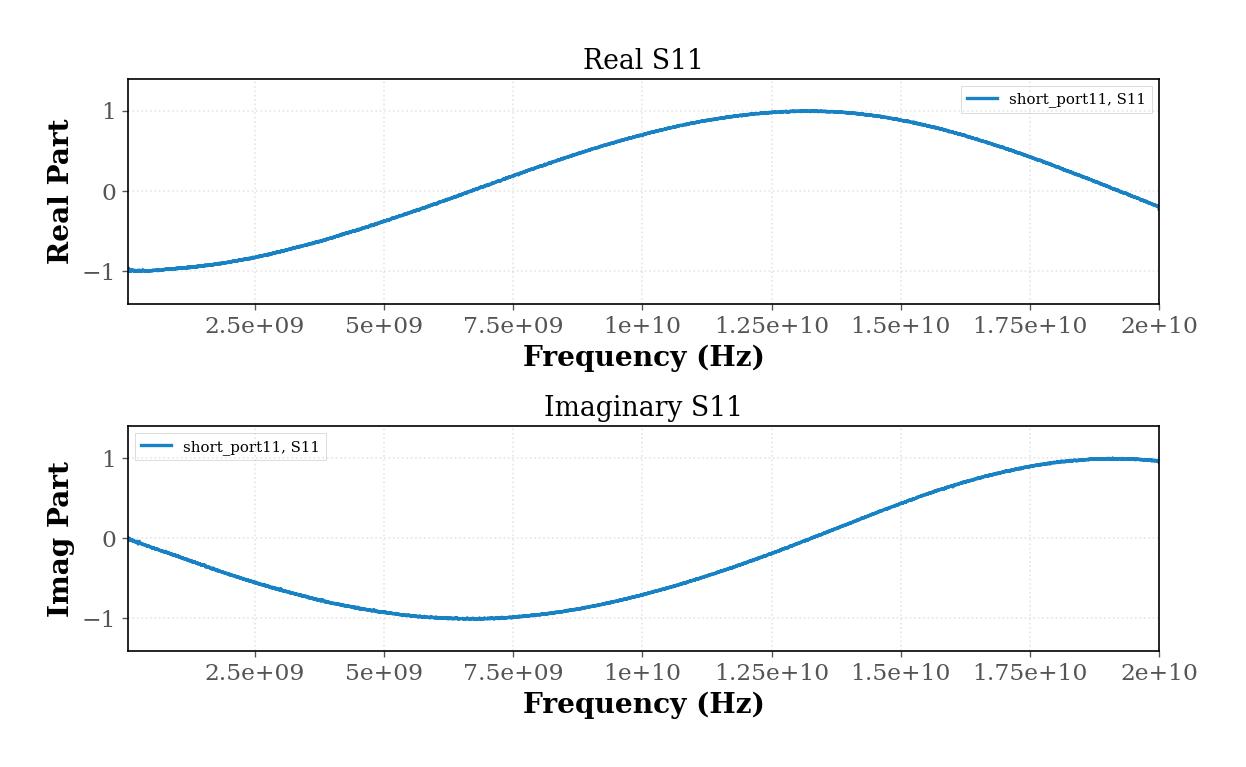 Real S11
Real Part
1
0
−1
short_port11, S11
2.5e+09 5e+09 7.5e+09 1e+10 1.25e+10 1.5e+10 1.75e+10 2e+10
Frequency (Hz)
Imaginary S11
Imag Part
1
0
−1
short_port11, S11
2.5e+09 5e+09 7.5e+09 1e+10 1.25e+10 1.5e+10 1.75e+10 2e+10
Frequency (Hz)